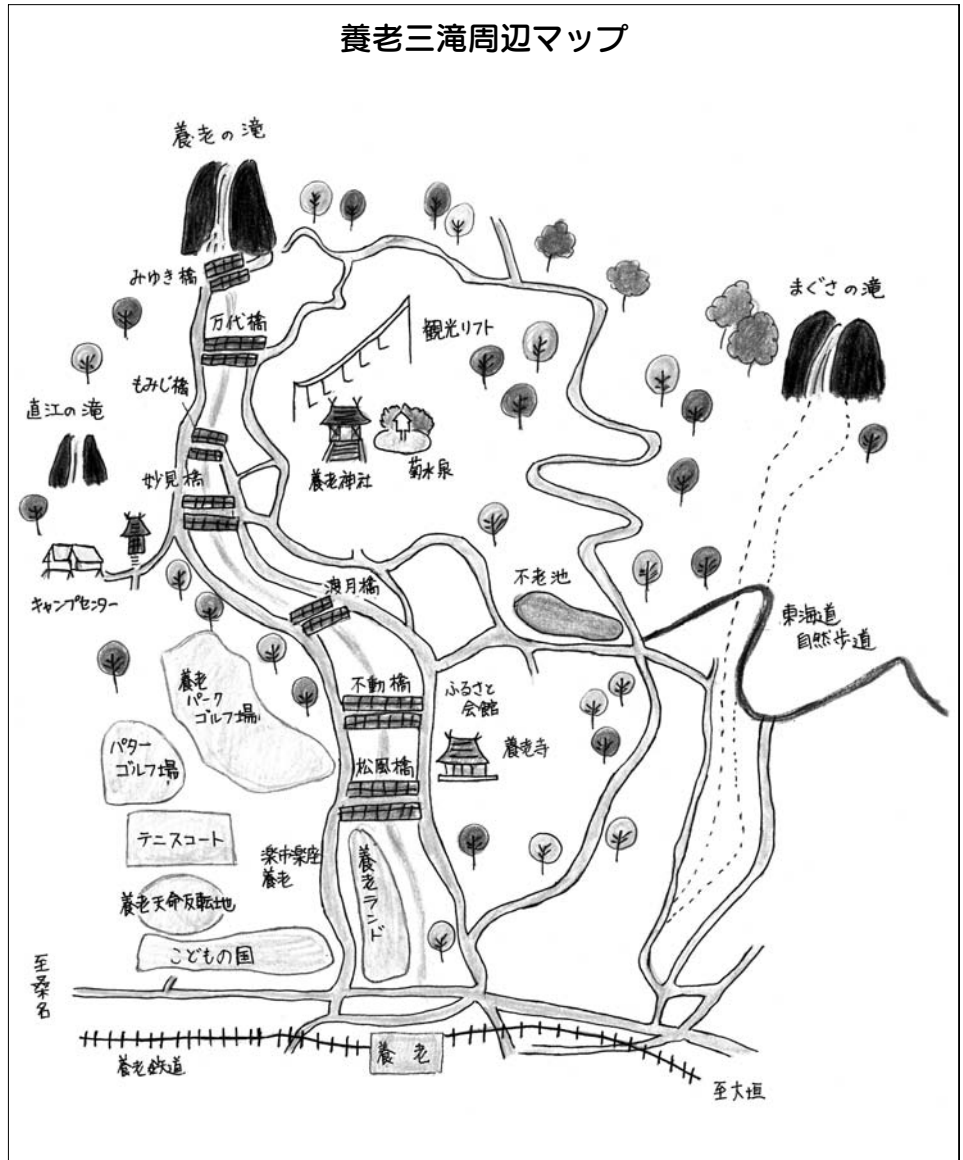 養老三滝周辺マップ
養老の滝
みゆき橋
まぐさの滝
万代橋
観光リフト
もみじ橋
直江の滝
養老神社
菊水泉
妙見橋
キャンプセンター
渡月橋
不老池
東海道
自然歩道
養老
パーク
ゴルフ場
不動橋
ふるさと
会館
養老寺
パター
ゴルフ場
松風橋
テニスコート
楽市楽座
養老
養老ランド
養老天命反転地
こどもの国
至桑名
養老鉄道
養老
至大垣